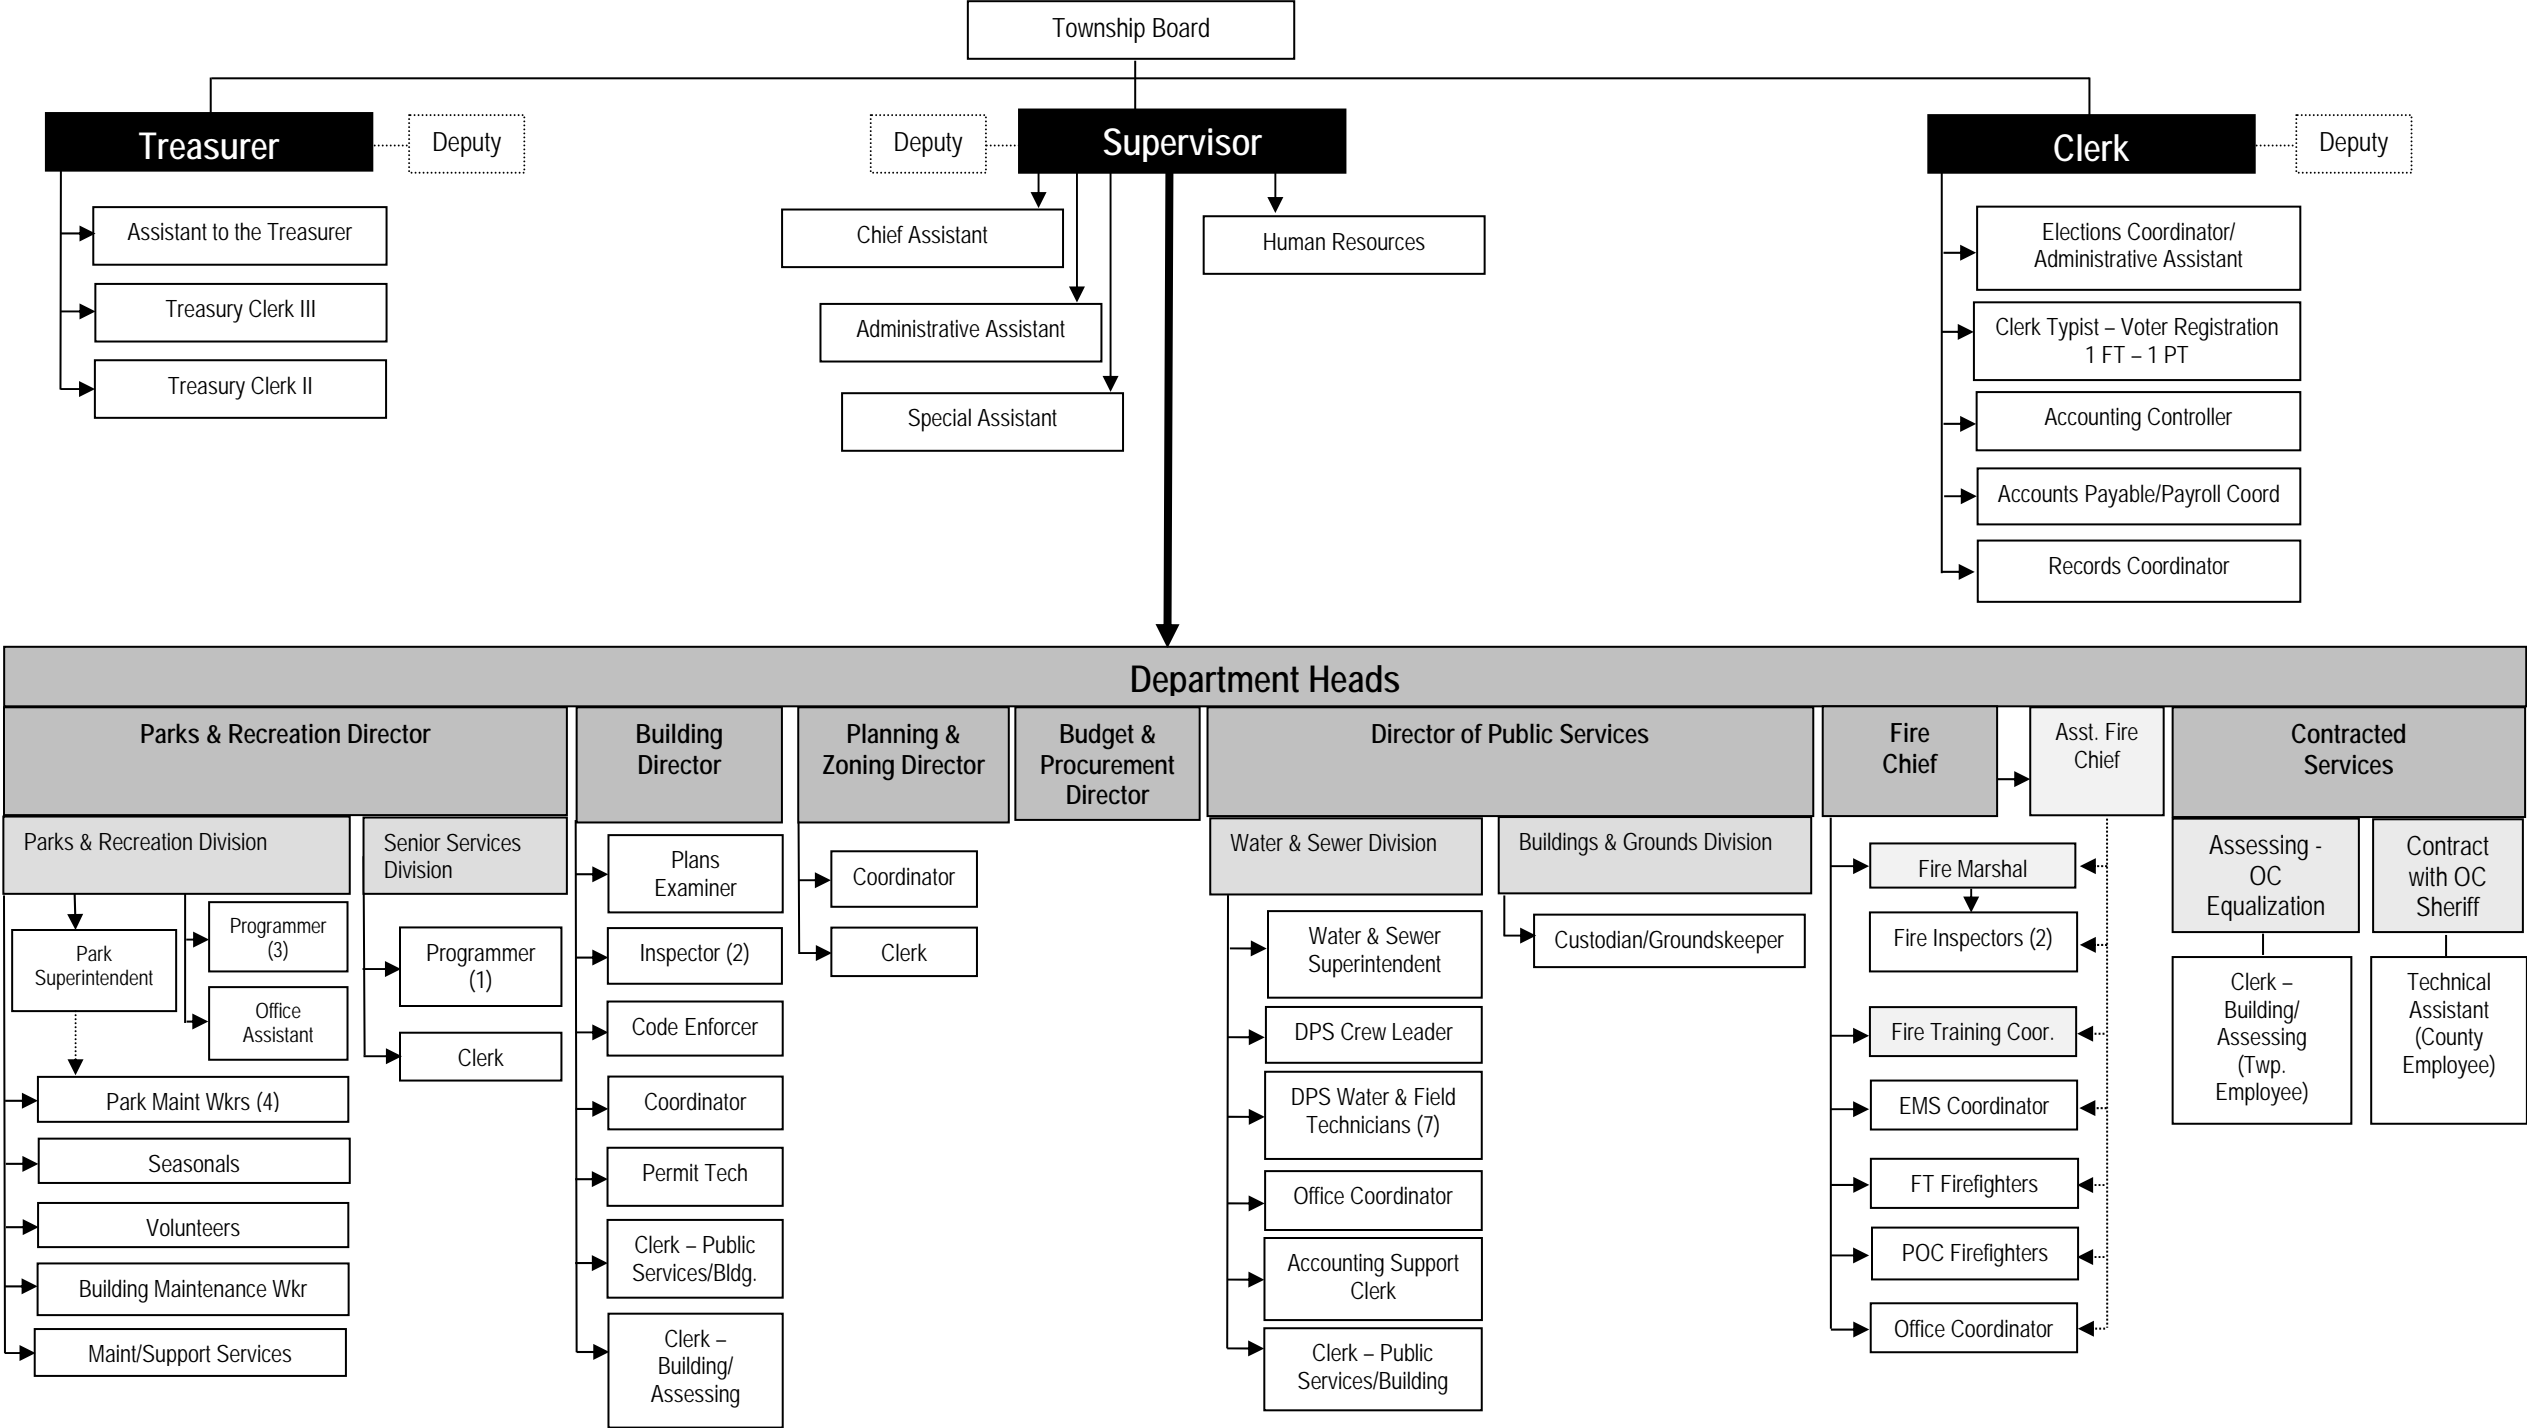 Township Board
Treasurer
Deputy
Deputy
Supervisor
Clerk
Deputy
Assistant to the Treasurer
Treasury Clerk III
Treasury Clerk II
Chief Assistant
Administrative Assistant
Special Assistant
Human Resources
Elections Coordinator/
Administrative Assistant
Clerk Typist – Voter Registration
1 FT – 1 PT
Accounting Controller
Accounts Payable/Payroll Coord
Records Coordinator
Department Heads
Parks & Recreation Director
Parks & Recreation Division
Park
Superintendent
Programmer
(3)
Office
Assistant
Park Maint Wkrs (4)
Seasonals
Volunteers
Building Maintenance Wkr
Maint/Support Services
Senior Services
Division
Programmer
(1)
Clerk
Building
Director
Plans
Examiner
Inspector (2)
Code Enforcer
Coordinator
Permit Tech
Clerk – Public
Services/Bldg.
Clerk –
Building/
Assessing
Planning &
Zoning Director
Coordinator
Clerk
Budget &
Procurement
Director
Director of Public Services
Water & Sewer Division
Water & Sewer
Superintendent
DPS Crew Leader
DPS Water & Field
Technicians (7)
Office Coordinator
Accounting Support
Clerk
Clerk – Public
Services/Building
Buildings & Grounds Division
Custodian/Groundskeeper
Fire
Chief
Asst. Fire
Chief
Fire Marshal
Fire Inspectors (2)
Fire Training Coor.
EMS Coordinator
FT Firefighters
POC Firefighters
Office Coordinator
Contracted
Services
Assessing -
OC
Equalization
Clerk –
Building/
Assessing
(Twp.
Employee)
Contract
with OC
Sheriff
Technical
Assistant
(County
Employee)